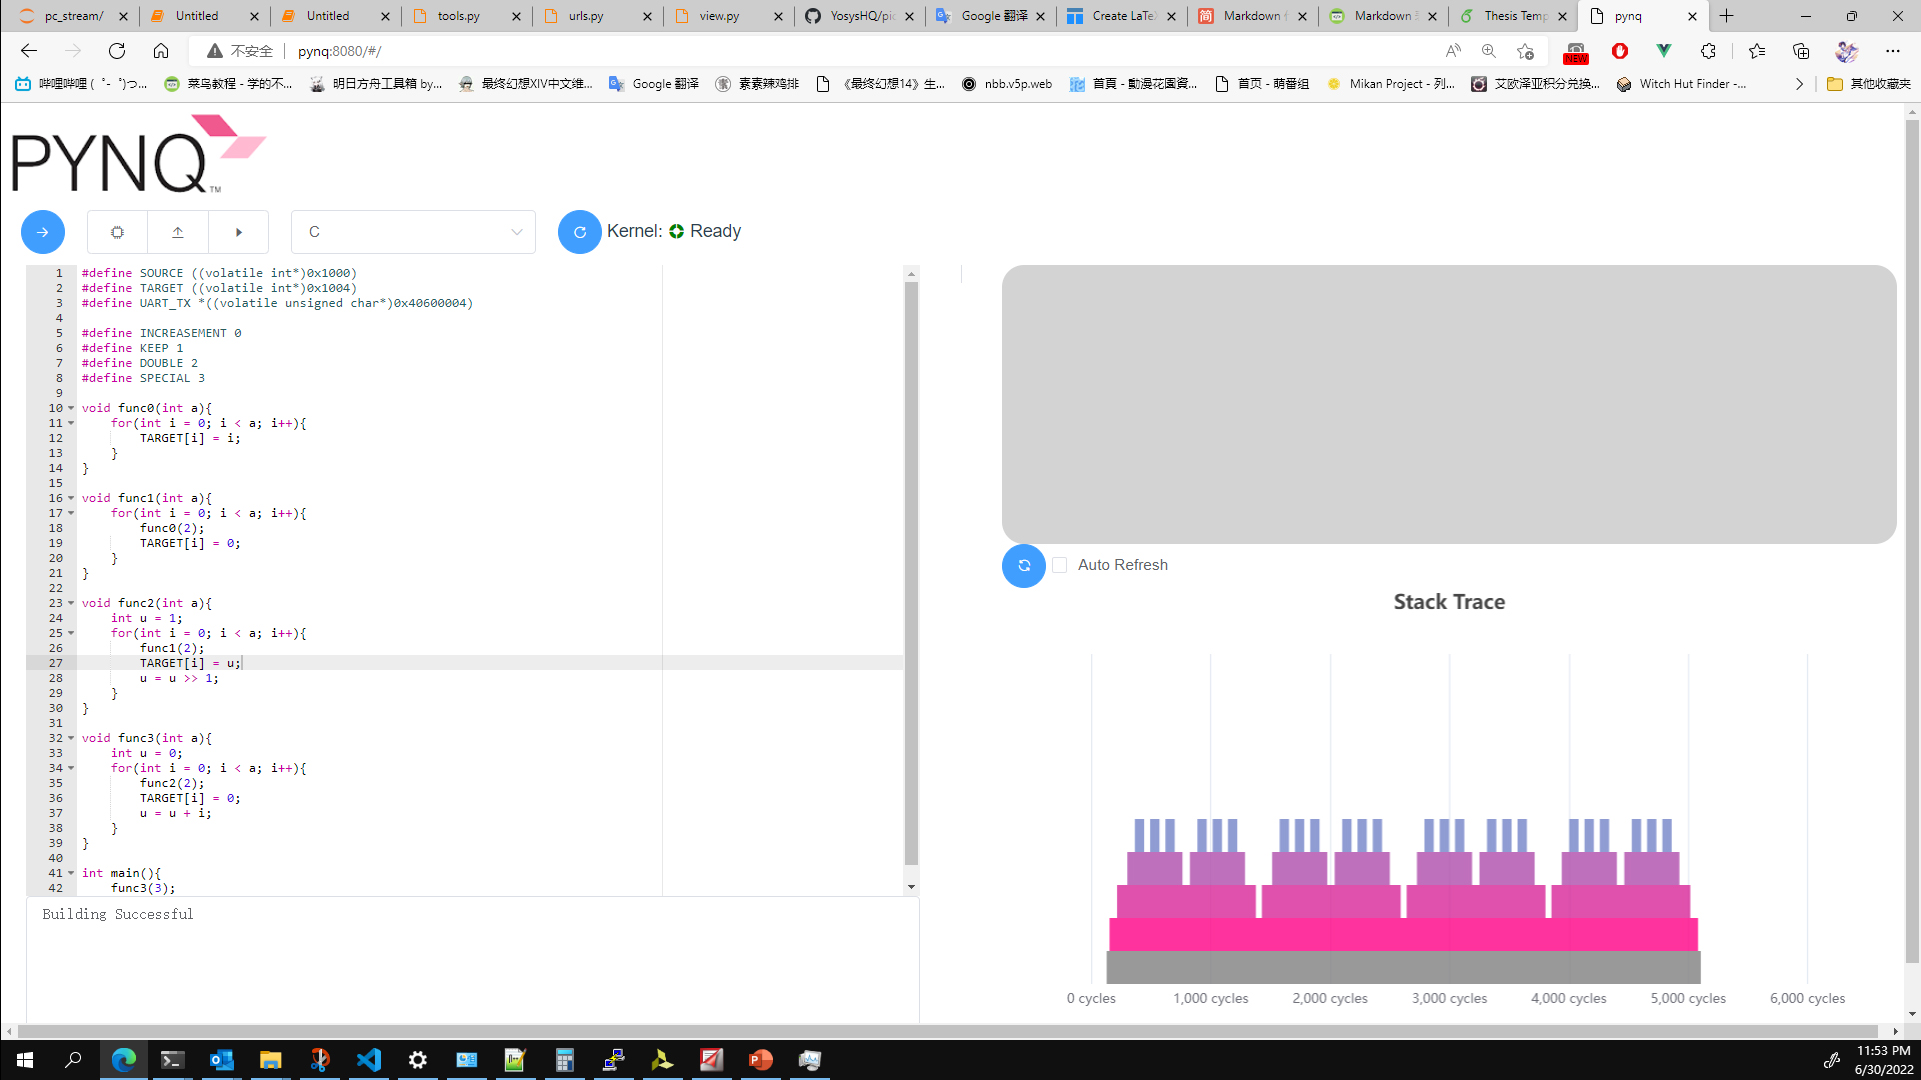 pc_stream/
Untitled
Untitled
tools.py
urls.py
view.py
YosysHQ/pic
Google 翻译
Create LaTe
Markdown
Markdown
Thesis Temp
pynq
不安全
pynq:8080/#/
NEW
哔哩哔哩 (゜-゜)つ...
菜鸟教程 - 学的不...
明日方舟工具箱 by...
最终幻想XIV中文维...
Google 翻译
素素辣鸡排
《最终幻想14》生...
nbb.v5p.web
首頁 - 動漫花園資...
首页 - 萌番组
Mikan Project - 列...
艾欧泽亚积分兑换...
Witch Hut Finder -...
其他收藏夹
PYNQ™
C
Kernel: Ready
1 #define SOURCE ((volatile int*)0x1000)
2 #define TARGET ((volatile int*)0x1004)
3 #define UART_TX *((volatile unsigned char*)0x40600004)
4
5 #define INCREASEMENT 0
6 #define KEEP 1
7 #define DOUBLE 2
8 #define SPECIAL 3
9
10 void func0(int a){
11 for(int i = 0; i < a; i++){
12 TARGET[i] = i;
13 }
14 }
15
16 void func1(int a){
17 for(int i = 0; i < a; i++){
18 func0(2);
19 TARGET[i] = 0;
20 }
21 }
22
23 void func2(int a){
24 int u = 1;
25 for(int i = 0; i < a; i++){
26 func1(2);
27 TARGET[i] = u;
28 u = u >> 1;
29 }
30 }
31
32 void func3(int a){
33 int u = 0;
34 for(int i = 0; i < a; i++){
35 func2(2);
36 TARGET[i] = 0;
37 u = u + i;
38 }
39 }
40
41 int main(){
42 func3(3);
Building Successful
Auto Refresh
Stack Trace
0 cycles
1,000 cycles
2,000 cycles
3,000 cycles
4,000 cycles
5,000 cycles
6,000 cycles
11:53 PM
6/30/2022